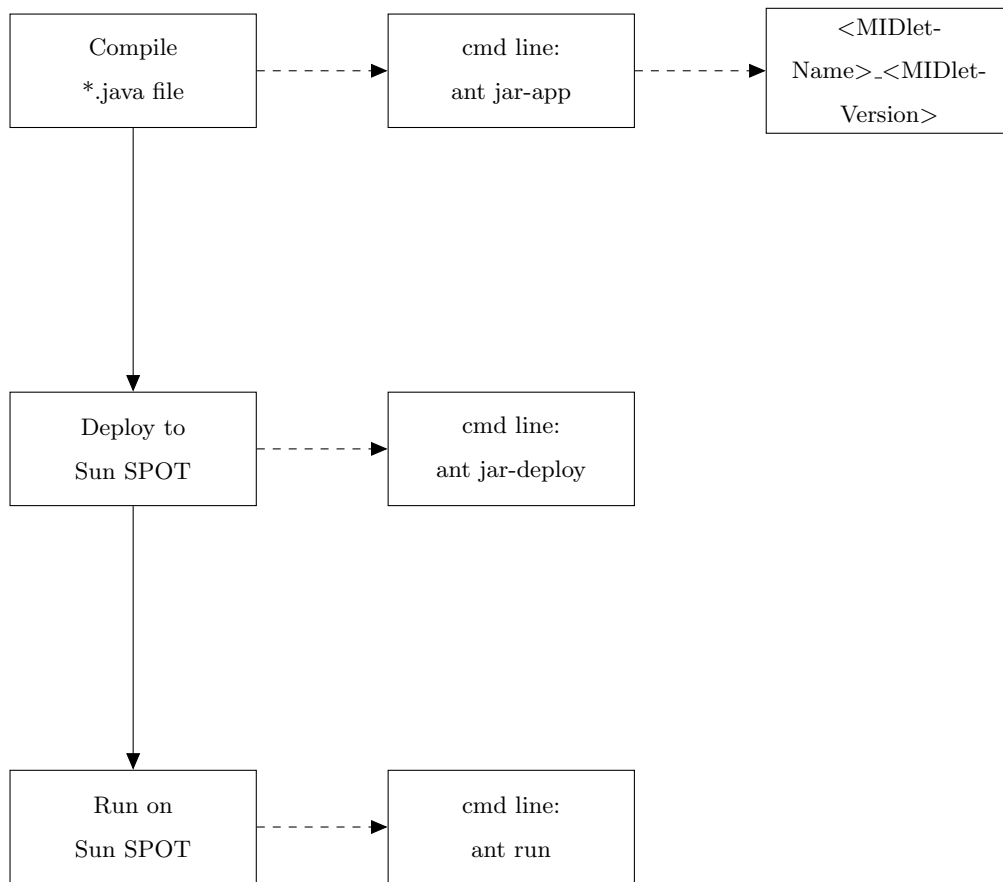 Compile
*.java file
cmd line:
ant jar-app
<MIDlet-
Name>_<MIDlet-
Version>
Deploy to
Sun SPOT
cmd line:
ant jar-deploy
Run on
Sun SPOT
cmd line:
ant run